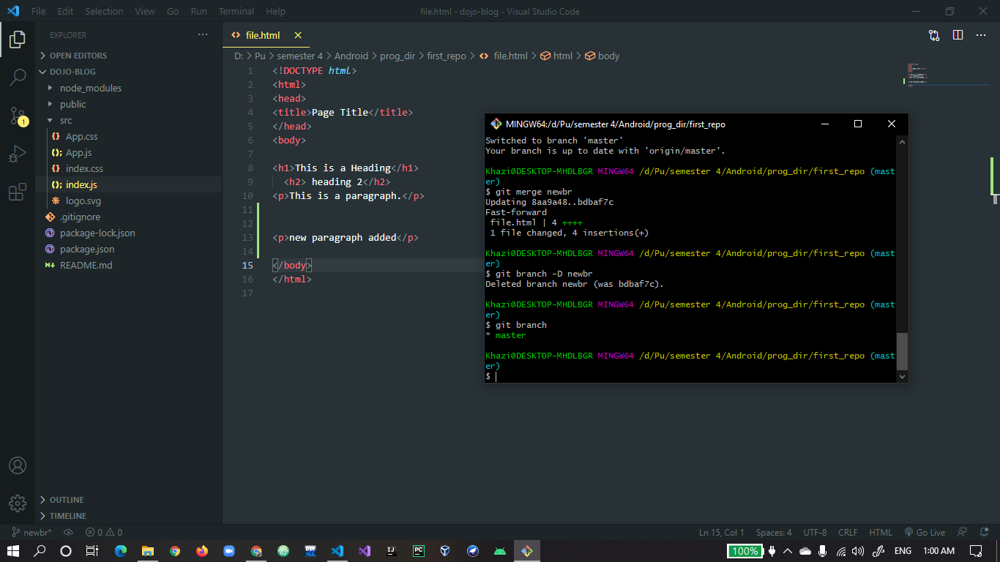 File Edit Selection View Go Run Terminal Help
file.html - dojo-blog - Visual Studio Code
EXPLORER
OPEN EDITORS
DOJO-BLOG
node_modules
public
src
App.css
App.js
index.css
index.js
logo.svg
.gitignore
package-lock.json
package.json
README.md
OUTLINE
TIMELINE
1
file.html
D: > Pu > semester 4 > Android > prog_dir > first_repo > file.html > html > body
1 <!DOCTYPE html>
2 <html>
3 <head>
4 <title>Page Title</title>
5 </head>
6 <body>
7
8 <h1>This is a Heading</h1>
9 <h2> heading 2</h2>
10 <p>This is a paragraph.</p>
11
12
13 <p>new paragraph added</p>
14
15 </body>
16 </html>
17
MINGW64:/d/Pu/semester 4/Android/prog_dir/first_repo
Switched to branch 'master'
Your branch is up to date with 'origin/master'.
Khazi@DESKTOP-MHDLBGR MINGW64 /d/Pu/semester 4/Android/prog_dir/first_repo (mast
er)
$ git merge newbr
Updating 8aa9a48..bdbaf7c
Fast-forward
file.html | 4 ++++
1 file changed, 4 insertions(+)
Khazi@DESKTOP-MHDLBGR MINGW64 /d/Pu/semester 4/Android/prog_dir/first_repo (mast
er)
$ git branch -D newbr
Deleted branch newbr (was bdbaf7c).
Khazi@DESKTOP-MHDLBGR MINGW64 /d/Pu/semester 4/Android/prog_dir/first_repo (mast
er)
$ git branch
* master
Khazi@DESKTOP-MHDLBGR MINGW64 /d/Pu/semester 4/Android/prog_dir/first_repo (mast
er)
$
newbr* 0 0 Ln 15, Col 1 Spaces: 4 UTF-8 CRLF HTML Go Live
100% ENG 1:00 AM